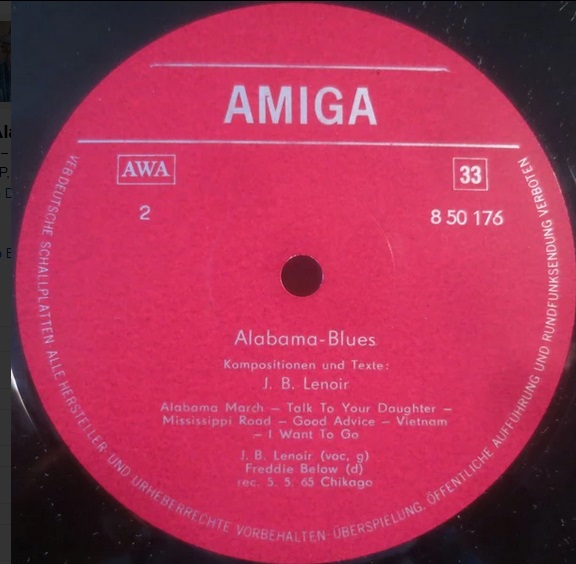 AMIGA
AWA
33
2
8 50 176
Alabama-Blues
Kompositionen und Texte:
J. B. Lenoir
Alabama March – Talk To Your Daughter –
Mississippi Road – Good Advice – Vietnam
– I Want To Go
J. B. Lenoir (voc, g)
Freddie Below (d)
rec. 5. 5. 65 Chikago
VEB DEUTSCHE SCHALLPLATTEN ALLE HERSTELLER- UND URHEBERRECHTE VORBEHALTEN · ÜBERSPIELUNG, ÖFFENTLICHE AUFFÜHRUNG UND RUNDFUNKSENDUNG VERBOTEN